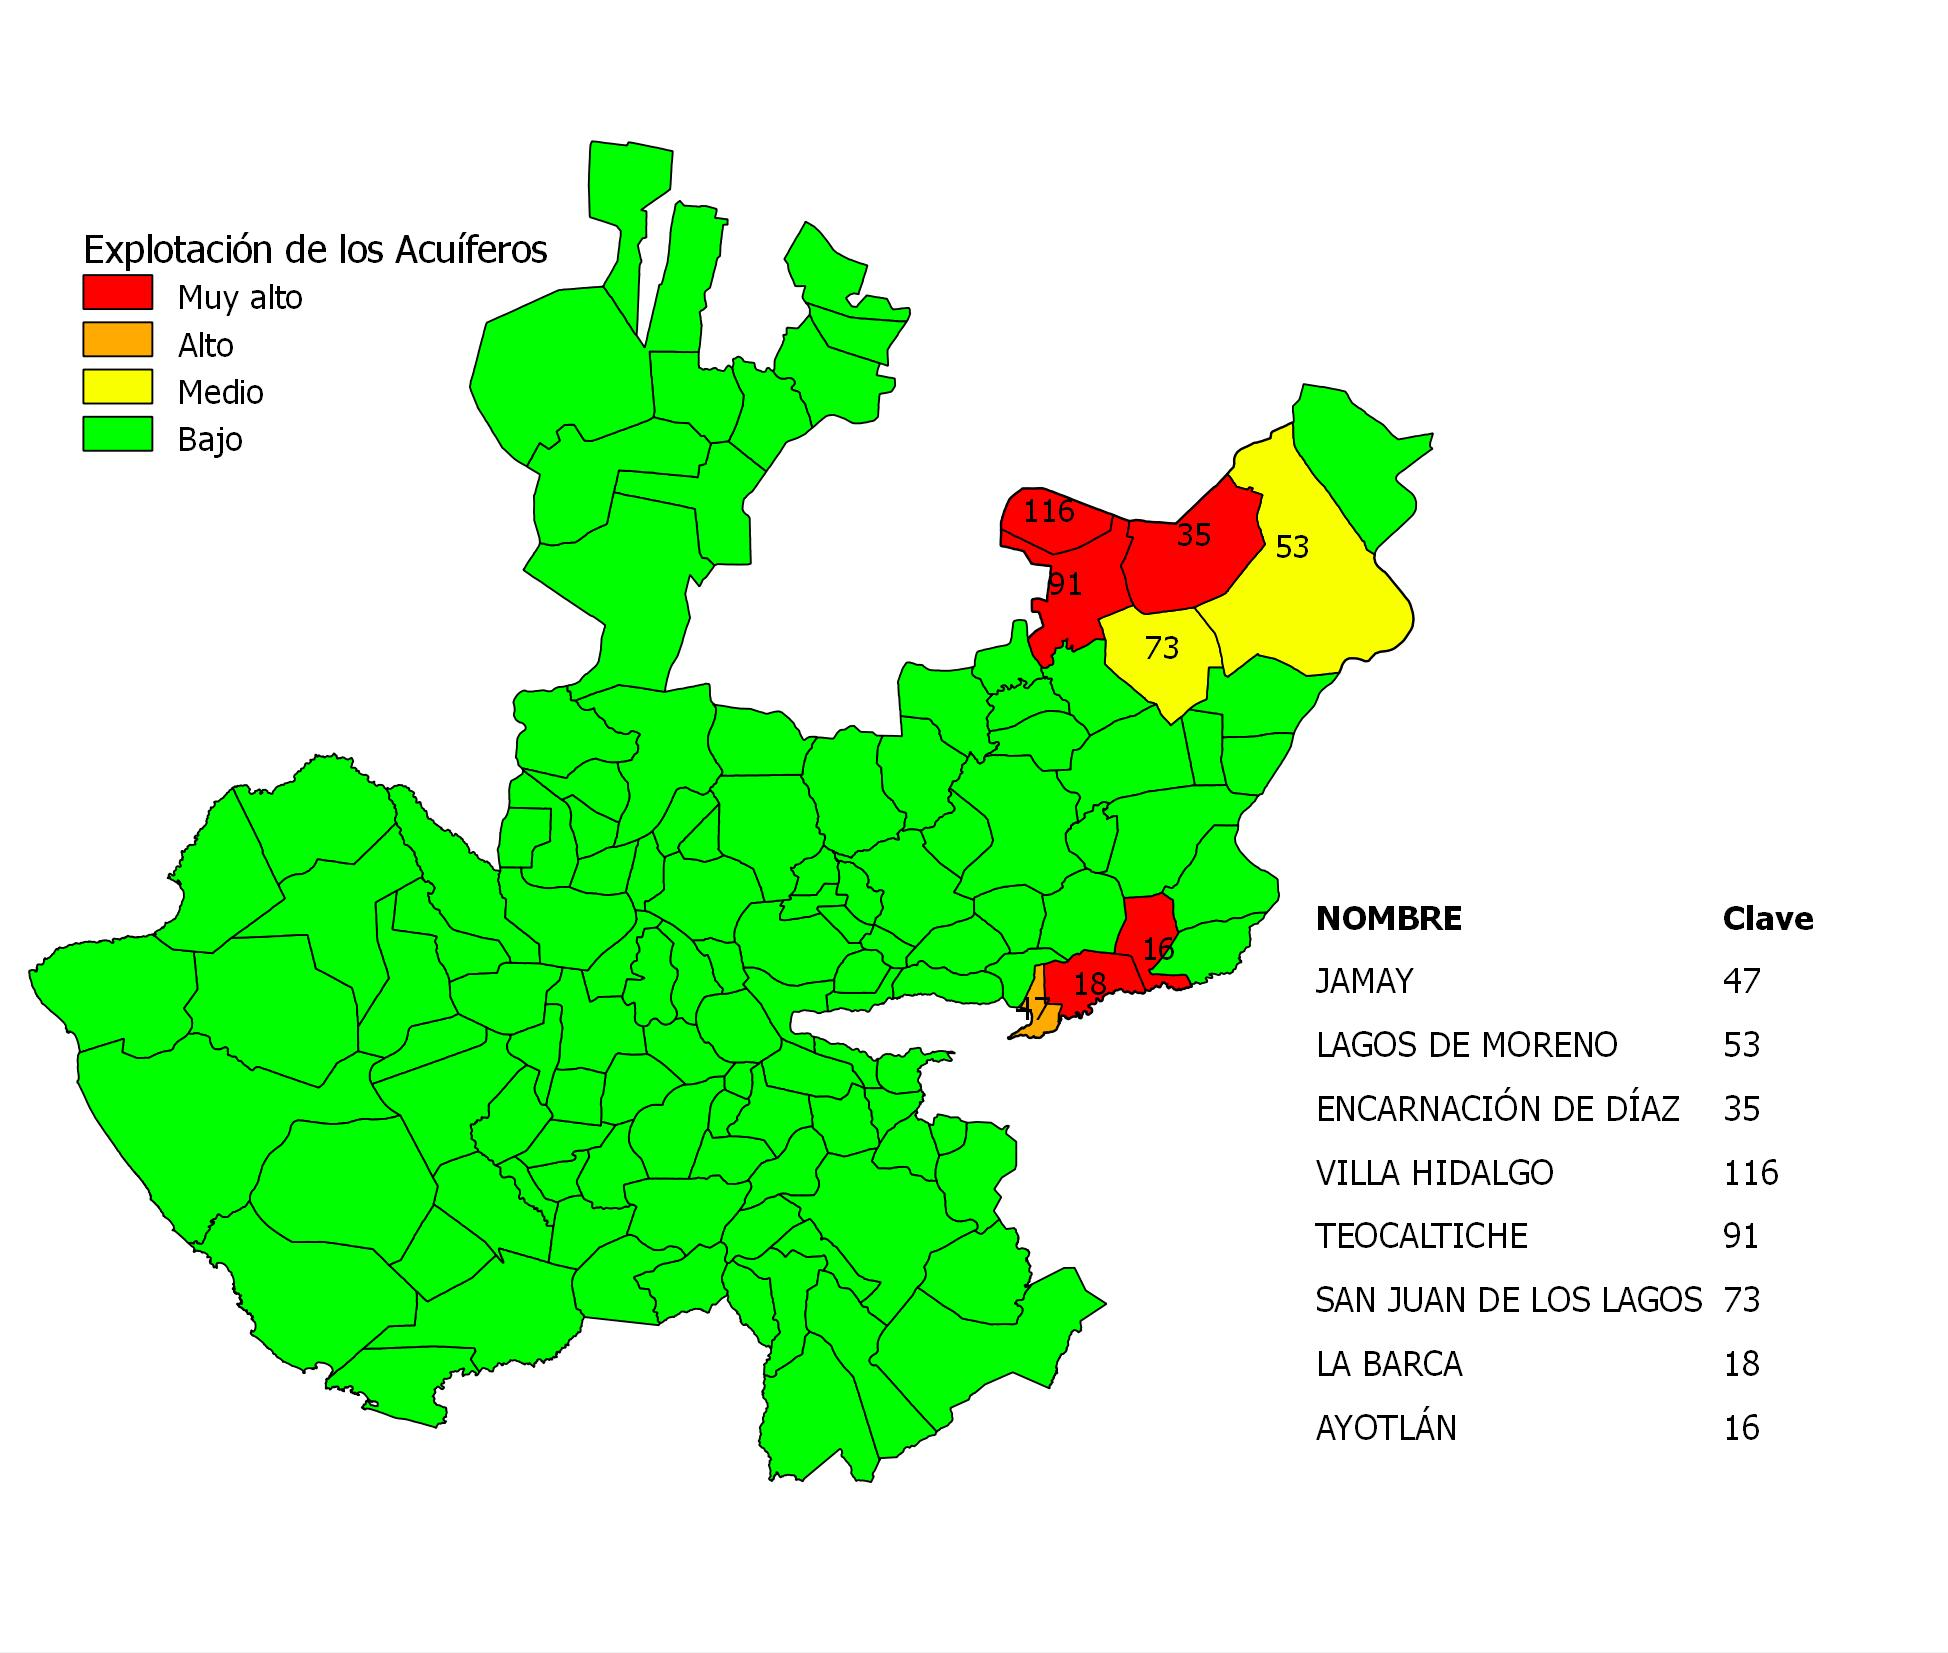 Explotación de los Acuíferos
Muy alto
Alto
Medio
Bajo
116
35
53
91
73
16
18
47
NOMBRE Clave
JAMAY 47
LAGOS DE MORENO 53
ENCARNACIÓN DE DÍAZ 35
VILLA HIDALGO 116
TEOCALTICHE 91
SAN JUAN DE LOS LAGOS 73
LA BARCA 18
AYOTLÁN 16